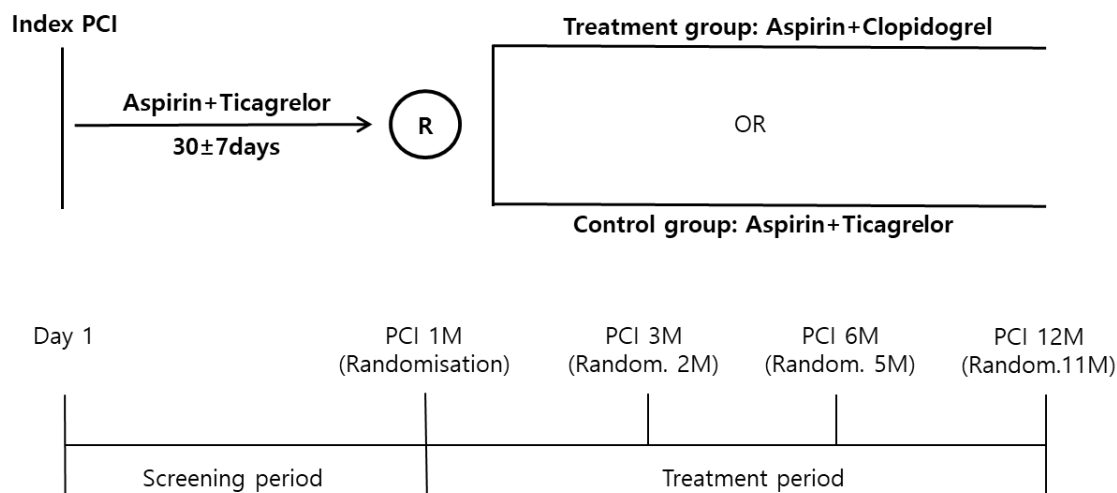 Index PCI
Treatment group: Aspirin+Clopidogrel
Aspirin+Ticagrelor
30±7days
R
OR
Control group: Aspirin+Ticagrelor
Day 1
PCI 1M
(Randomisation)
PCI 3M
(Random. 2M)
PCI 6M
(Random. 5M)
PCI 12M
(Random.11M)
Screening period
Treatment period